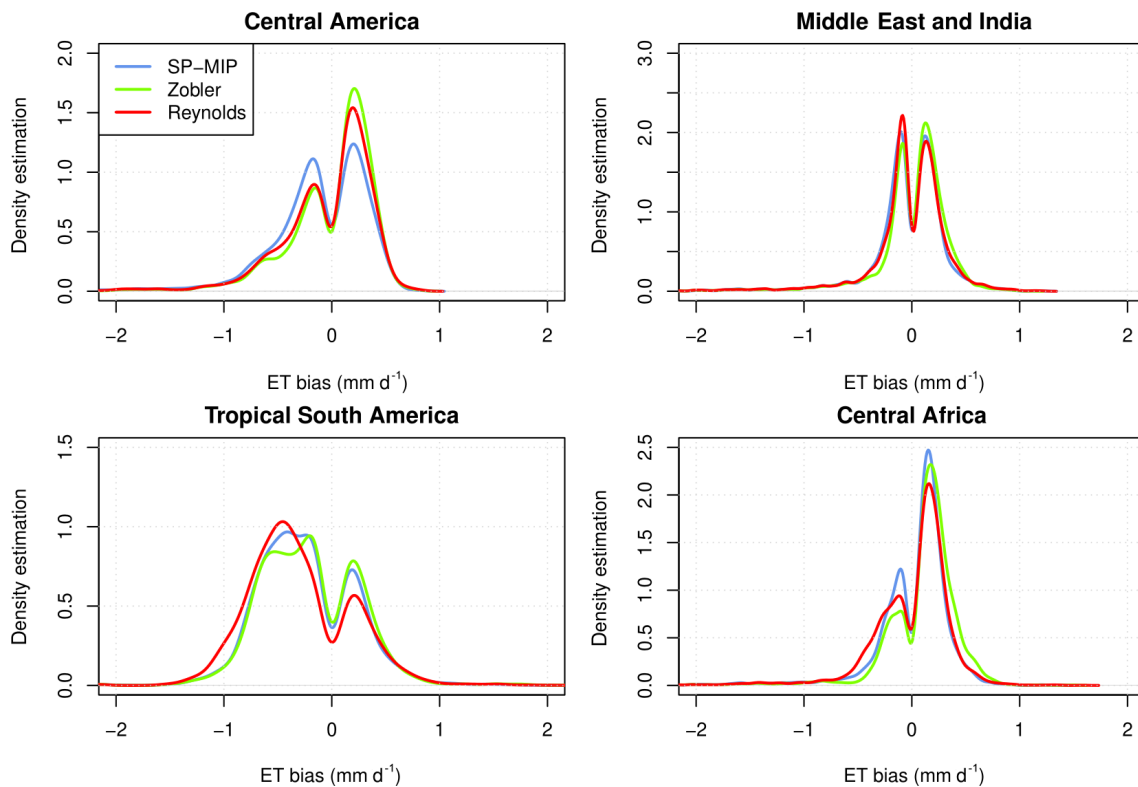 Central America
Density estimation
2.0
1.5
1.0
0.5
0.0
SP−MIP
Zobler
Reynolds
−2 −1 0 1 2
ET bias (mm d-1)
Middle East and India
Density estimation
3.0
2.0
1.0
0.0
−2 −1 0 1 2
ET bias (mm d-1)
Tropical South America
Density estimation
1.5
1.0
0.5
0.0
−2 −1 0 1 2
ET bias (mm d-1)
Central Africa
Density estimation
2.5
2.0
1.5
1.0
0.5
0.0
−2 −1 0 1 2
ET bias (mm d-1)